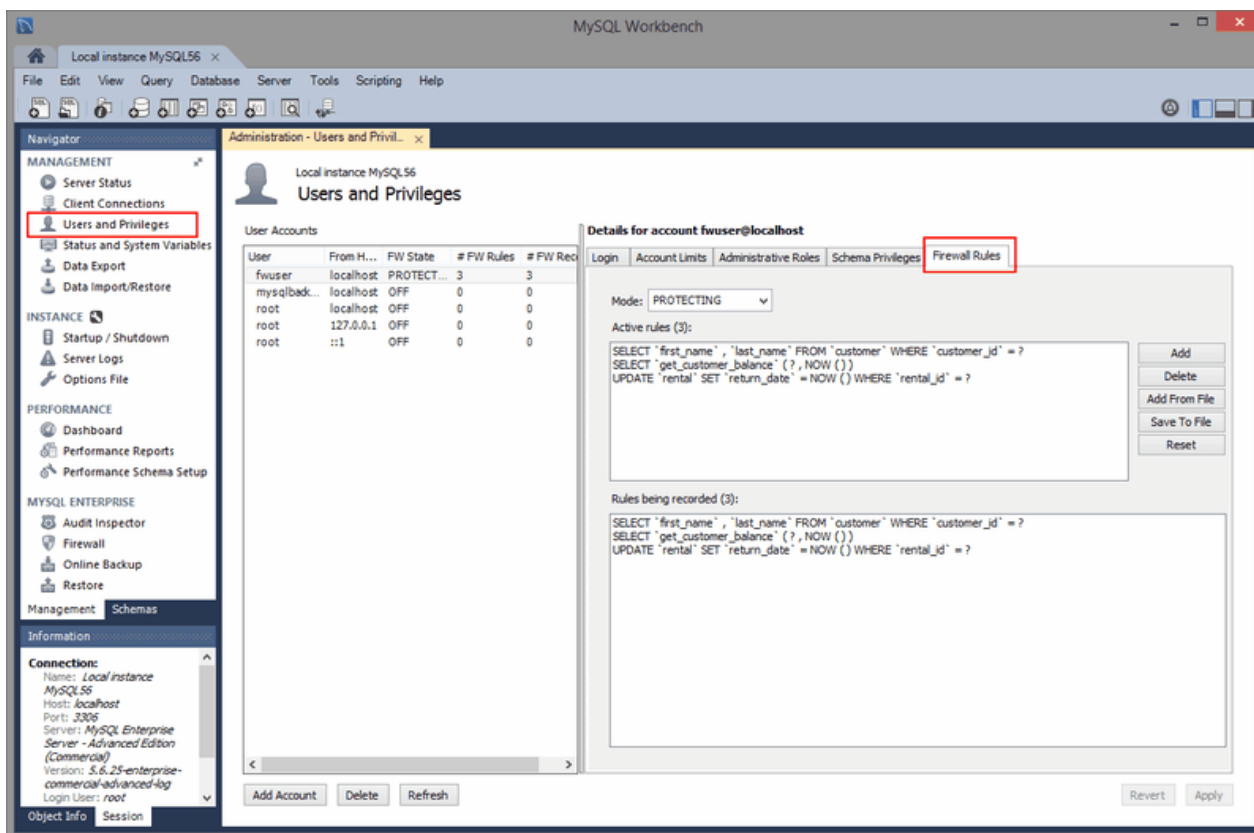 MySQL Workbench
Local instance MySQL56
File Edit View Query Database Server Tools Scripting Help
Navigator
MANAGEMENT
Server Status
Client Connections
Users and Privileges
Status and System Variables
Data Export
Data Import/Restore
INSTANCE
Startup / Shutdown
Server Logs
Options File
PERFORMANCE
Dashboard
Performance Reports
Performance Schema Setup
MYSQL ENTERPRISE
Audit Inspector
Firewall
Online Backup
Restore
Management Schemas
Information
Connection:
Name: Local instance
MySQL56
Host: localhost
Port: 3306
Server: MySQL Enterprise
Server - Advanced Edition
(Commercial)
Version: 5.6.25-enterprise-
commercial-advanced-log
Login User: root
Object Info Session
Administration - Users and Privil...
Local instance MySQL56
Users and Privileges
User Accounts
User From H... FW State # FW Rules # FW Reco
fwuser localhost PROTECT... 3 3
mysqlback... localhost OFF 0 0
root localhost OFF 0 0
root 127.0.0.1 OFF 0 0
root ::1 OFF 0 0
Add Account Delete Refresh
Details for account fwuser@localhost
Login Account Limits Administrative Roles Schema Privileges Firewall Rules
Mode: PROTECTING
Active rules (3):
SELECT `first_name` , `last_name` FROM `customer` WHERE `customer_id` = ?
SELECT `get_customer_balance` ( ? , NOW ( ) )
UPDATE `rental` SET `return_date` = NOW ( ) WHERE `rental_id` = ?
Add
Delete
Add From File
Save To File
Reset
Rules being recorded (3):
SELECT `first_name` , `last_name` FROM `customer` WHERE `customer_id` = ?
SELECT `get_customer_balance` ( ? , NOW ( ) )
UPDATE `rental` SET `return_date` = NOW ( ) WHERE `rental_id` = ?
Revert Apply